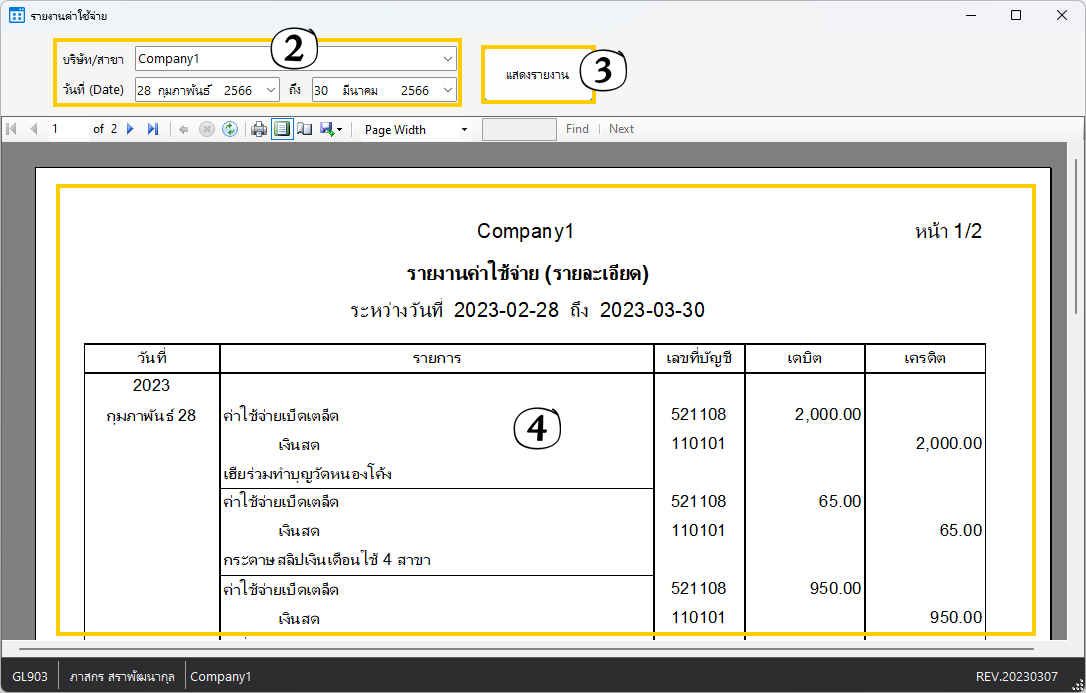 รายงานค่าใช้จ่าย
บริษัท/สาขา Company1 2
วันที่ (Date) 28 กุมภาพันธ์ 2566 ถึง 30 มีนาคม 2566
แสดงรายงาน 3
1 of 2 Page Width Find Next
Company1 หน้า 1/2
รายงานค่าใช้จ่าย (รายละเอียด)
ระหว่างวันที่ 2023-02-28 ถึง 2023-03-30
วันที่ รายการ เลขที่บัญชี เดบิต เครดิต
2023
กุมภาพันธ์ 28 ค่าใช้จ่ายเบ็ดเตล็ด 521108 2,000.00
4
เงินสด 110101 2,000.00
เฮียร่วมทำบุญวัดหนองโค้ง
ค่าใช้จ่ายเบ็ดเตล็ด 521108 65.00
เงินสด 110101 65.00
กระดาษสลิปเงินเดือนใช้ 4 สาขา
ค่าใช้จ่ายเบ็ดเตล็ด 521108 950.00
เงินสด 110101 950.00
GL903 ภาสกร สราพัฒนากุล Company1 REV.20230307